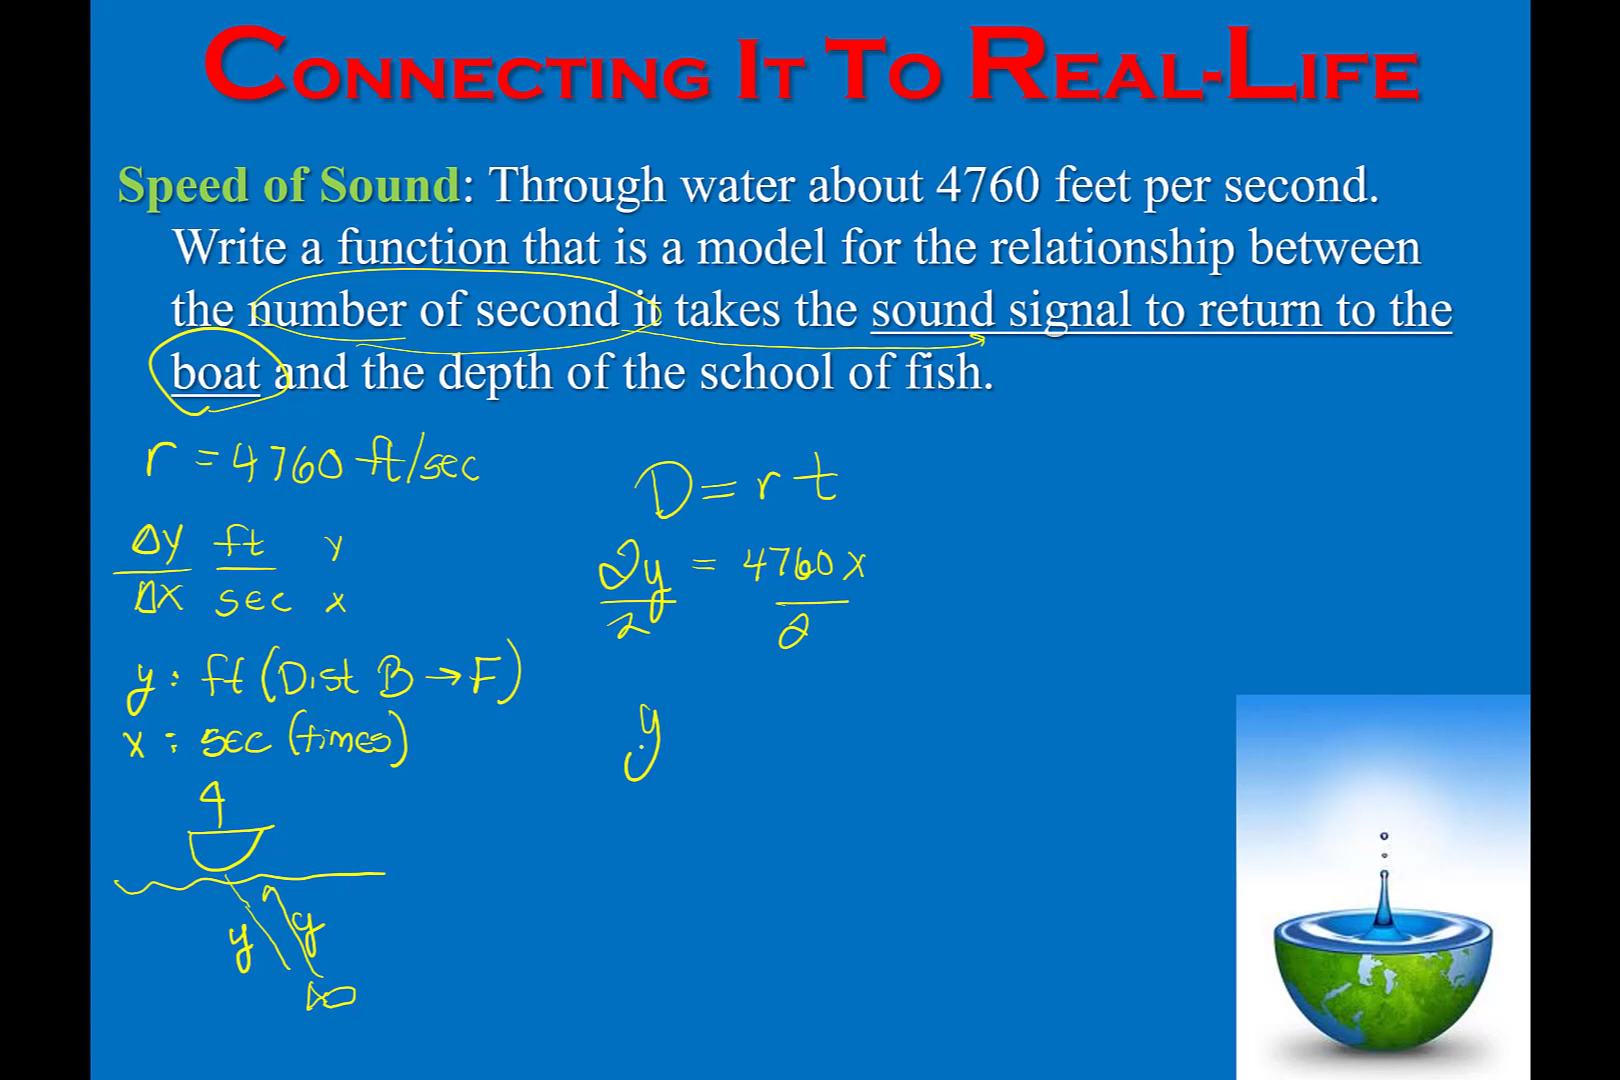 CONNECTING IT TO REAL-LIFE
Speed of Sound: Through water about 4760 feet per second.
Write a function that is a model for the relationship between
the number of second it takes the sound signal to return to the
boat and the depth of the school of fish.
r = 4760 ft/sec
Δy/Δx ft/sec y x
y: ft (Dist B → F)
x: sec (times)
y y
D = r t
2y/2 = 4760x/2
y